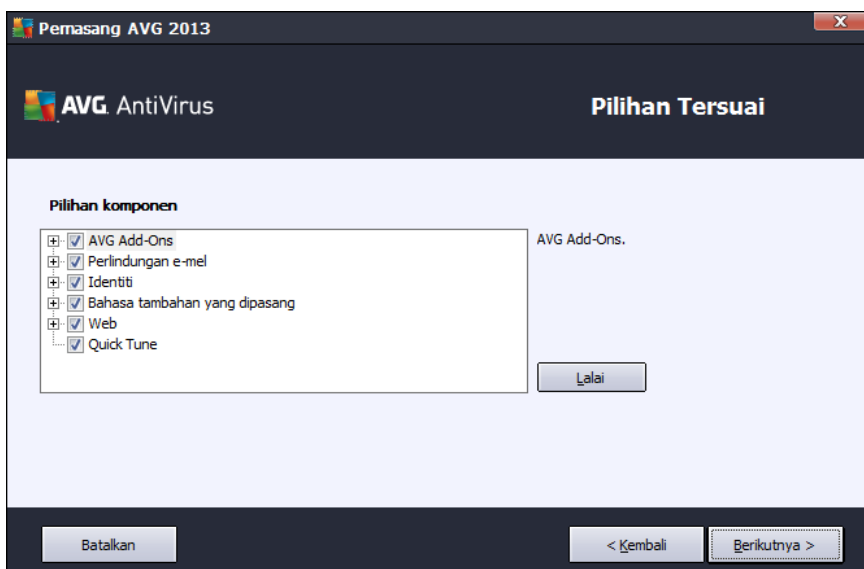 Pemasang AVG 2013
AVG. AntiVirus
Pilihan Tersuai
Pilihan komponen
AVG Add-Ons
Perlindungan e-mel
Identiti
Bahasa tambahan yang dipasang
Web
Quick Tune
AVG Add-Ons.
Lalai
Batalkan
< Kembali
Berikutnya >